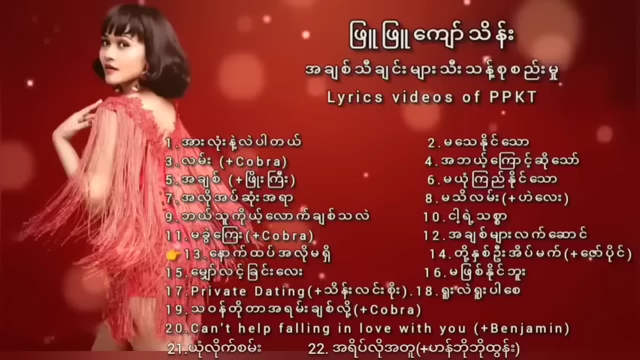 ဖြူဖြူကျော်သိန်း
အချစ်သီချင်းများသီးသန့်စုစည်းမှု
Lyrics videos of PPKT
1.အားလုံးနဲ့လဲပါတယ် 2.မသေနိုင်သော
3.လမ်း (+Cobra) 4.အဘယ့်ကြောင့်ဆိုသော်
5.အချစ် (+ဖြိုးကြီး) 6.မယုံကြည်နိုင်သော
7.အလိုအပ်ဆုံးအရာ 8.မသိလမ်း(+ဟဲလေး)
9.ဘယ်သူကိုယ့်လောက်ချစ်သလဲ 10.ငါ့ရဲ့သစ္စာ
11.မခွဲကြေး(+Cobra) 12.အချစ်များလက်ဆောင်
👉13.နောက်ထပ်အလိုမရှိ 14.တို့နှစ်ဦးအိပ်မက်(+ဇော်ပိုင်)
15.မျှော်လင့်ခြင်းလေး 16.မဖြစ်နိုင်ဘူး
17.Private Dating(+သိန်းလင်းစိုး). 18.ရူးလဲရူးပါစေ
19.သဝန်တိုတာအရမ်းချစ်လို့(+Cobra)
20.Can't help falling in love with you (+Benjamin)
21.ယုံလိုက်စမ်း 22.အရိပ်လိုအတူ(+ဟန်ဘိုဘိုထွန်း)